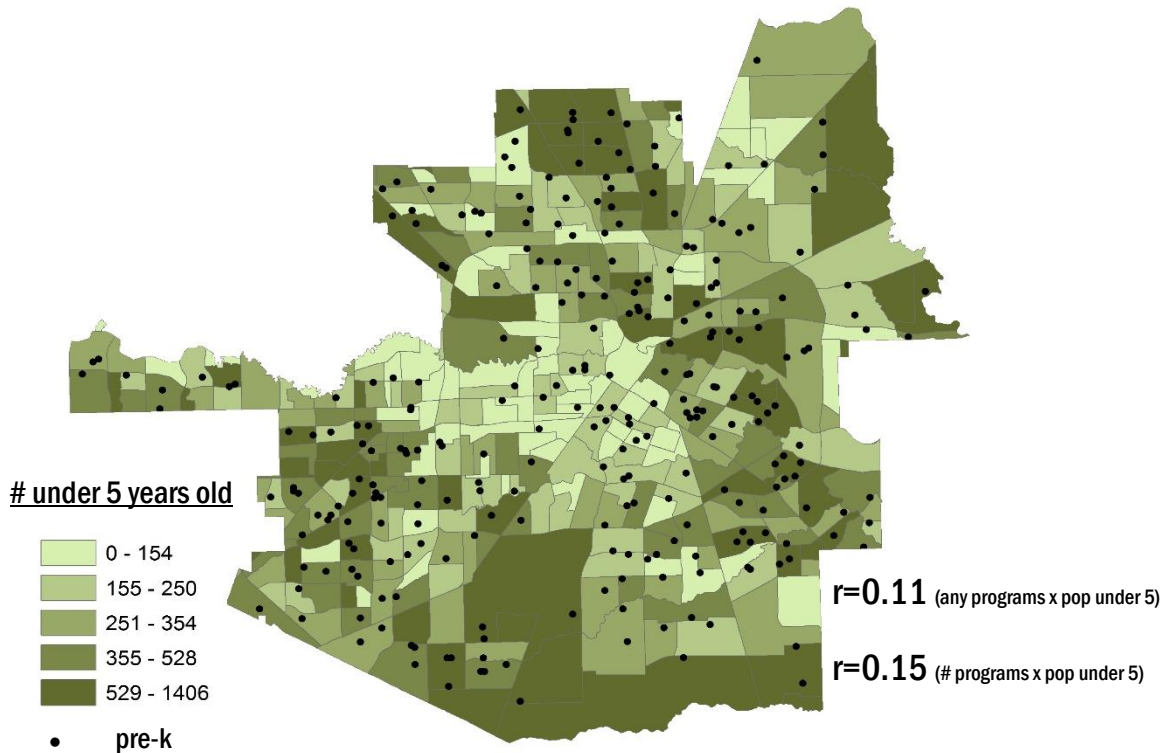 # under 5 years old
0 - 154
155 - 250
251 - 354
355 - 528
529 - 1406
pre-k
r=0.11 (any programs x pop under 5)
r=0.15 (# programs x pop under 5)